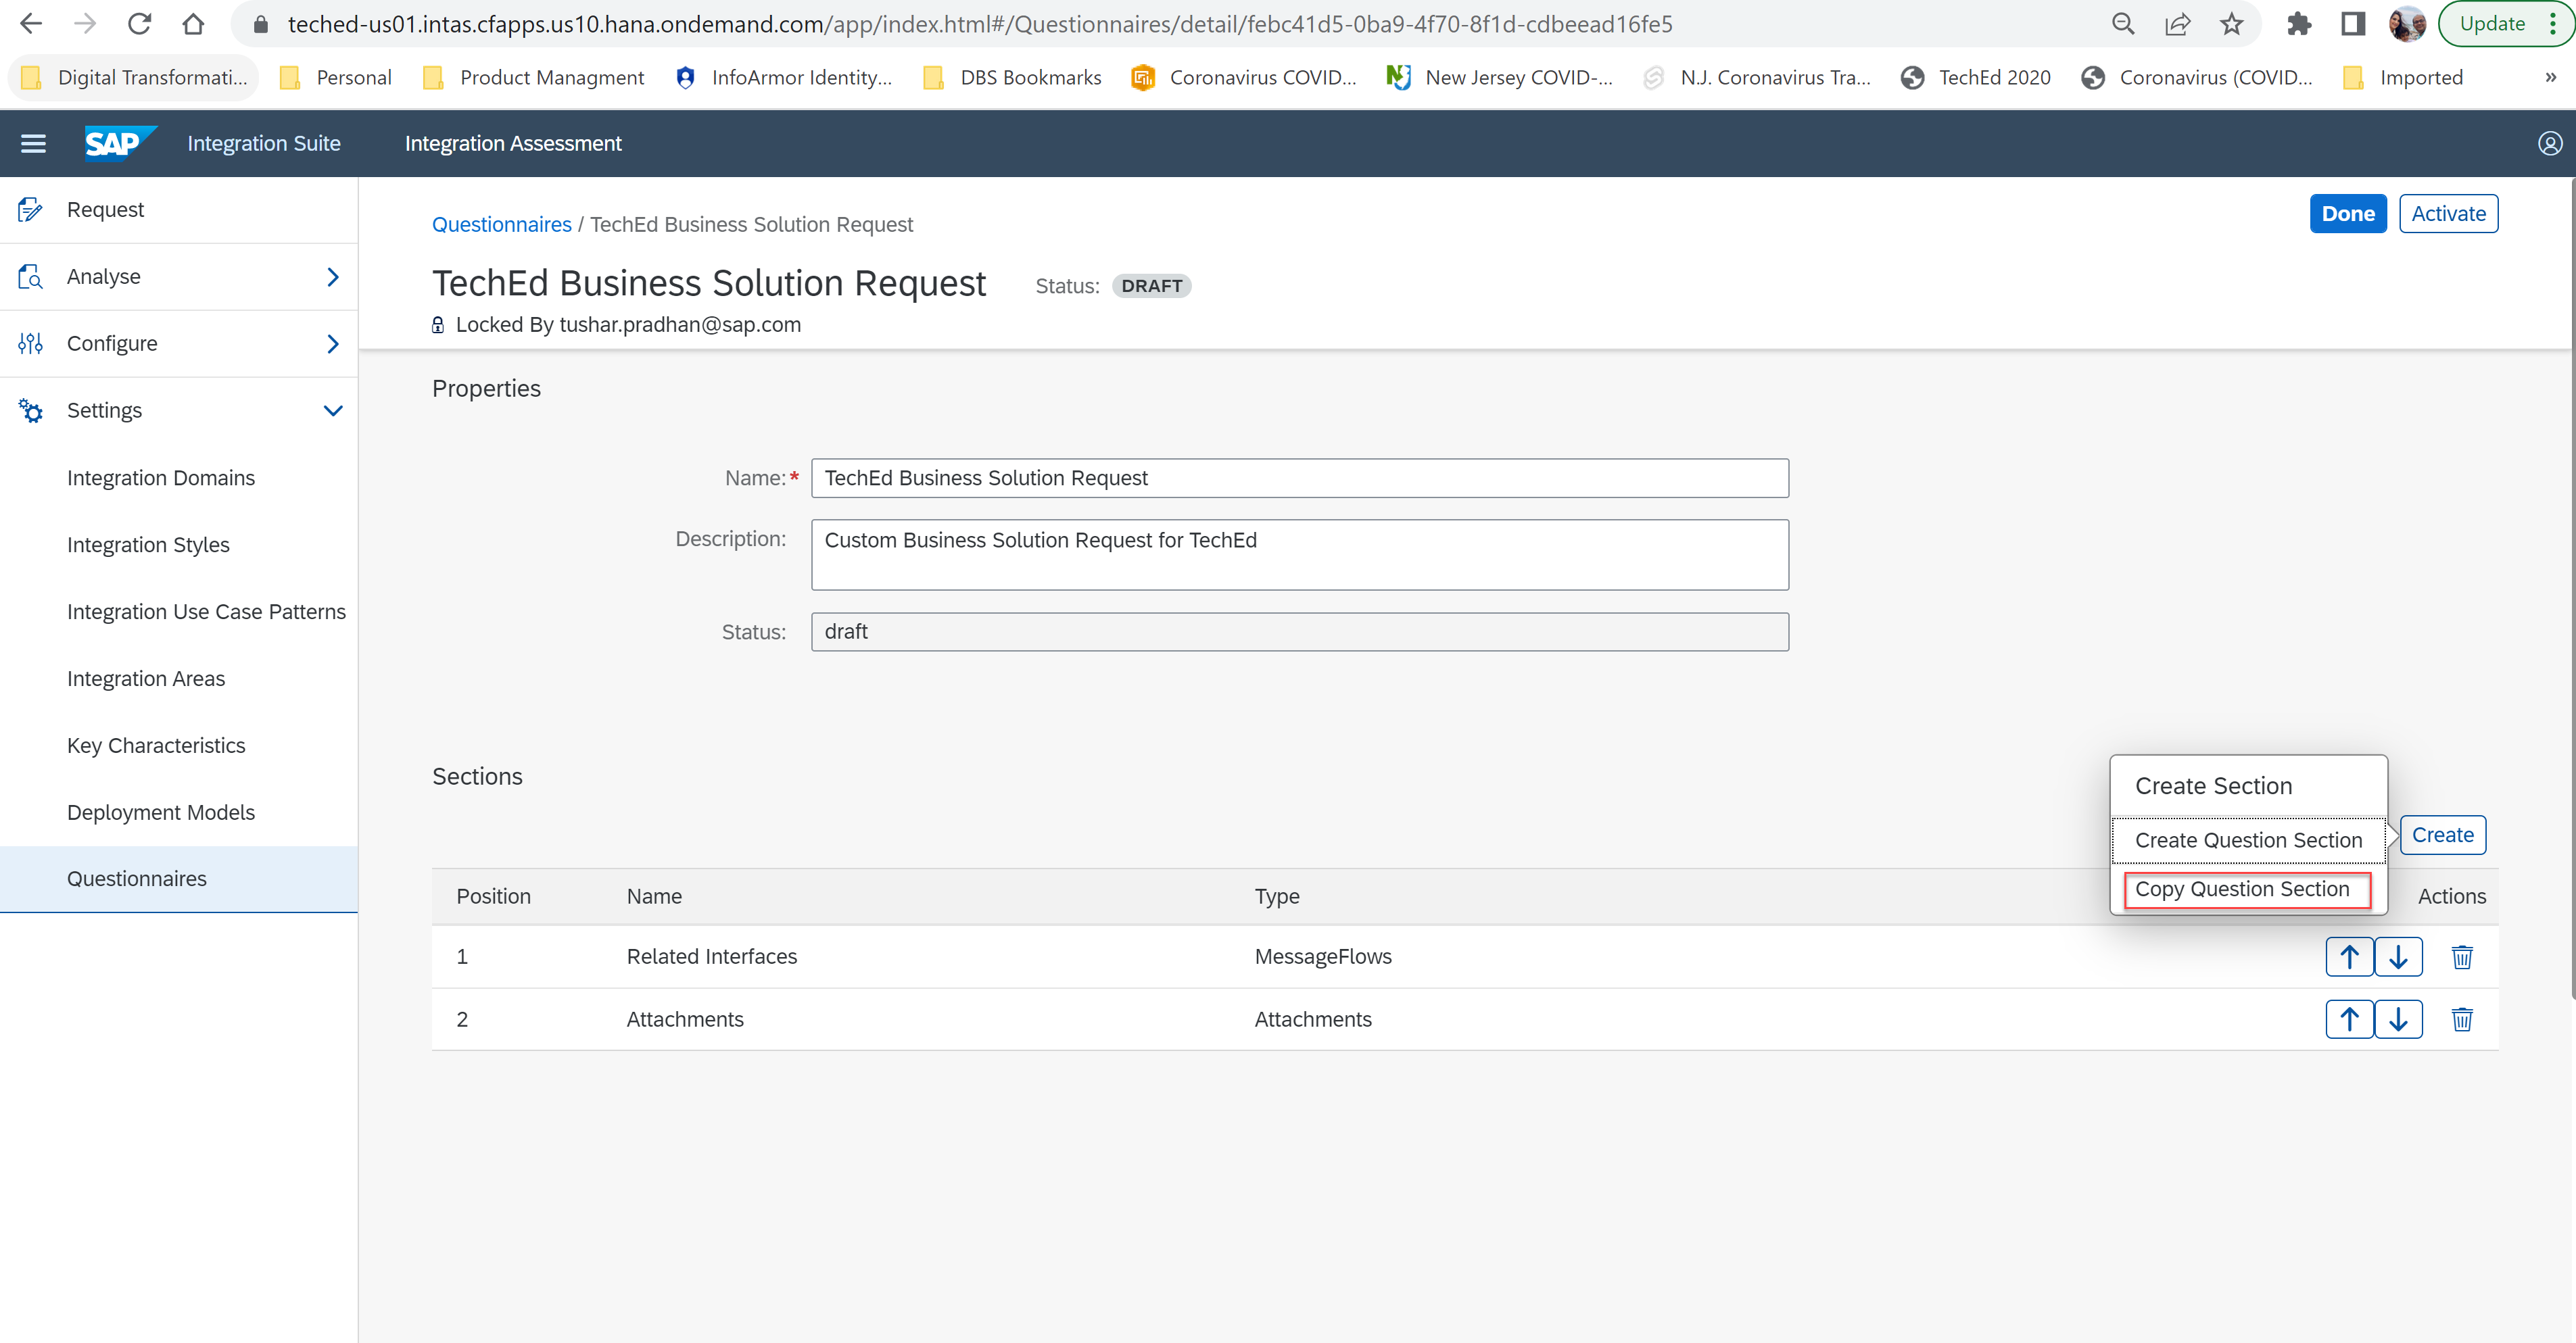 teched-us01.intas.cfapps.us10.hana.ondemand.com/app/index.html#/Questionnaires/detail/febc41d5-0ba9-4f70-8f1d-cdbeead16fe5
Update
Digital Transformati...
Personal
Product Managment
InfoArmor Identity...
DBS Bookmarks
Coronavirus COVID...
New Jersey COVID-...
N.J. Coronavirus Tra...
TechEd 2020
Coronavirus (COVID...
Imported
»
SAP
Integration Suite
Integration Assessment
Request
Analyse
Configure
Settings
Integration Domains
Integration Styles
Integration Use Case Patterns
Integration Areas
Key Characteristics
Deployment Models
Questionnaires
Questionnaires / TechEd Business Solution Request
Done
Activate
TechEd Business Solution Request
Status: DRAFT
Locked By tushar.pradhan@sap.com
Properties
Name:* TechEd Business Solution Request
Description: Custom Business Solution Request for TechEd
Status: draft
Sections
Create Section
Create Question Section
Copy Question Section
Create
Position Name Type Actions
1 Related Interfaces MessageFlows
2 Attachments Attachments